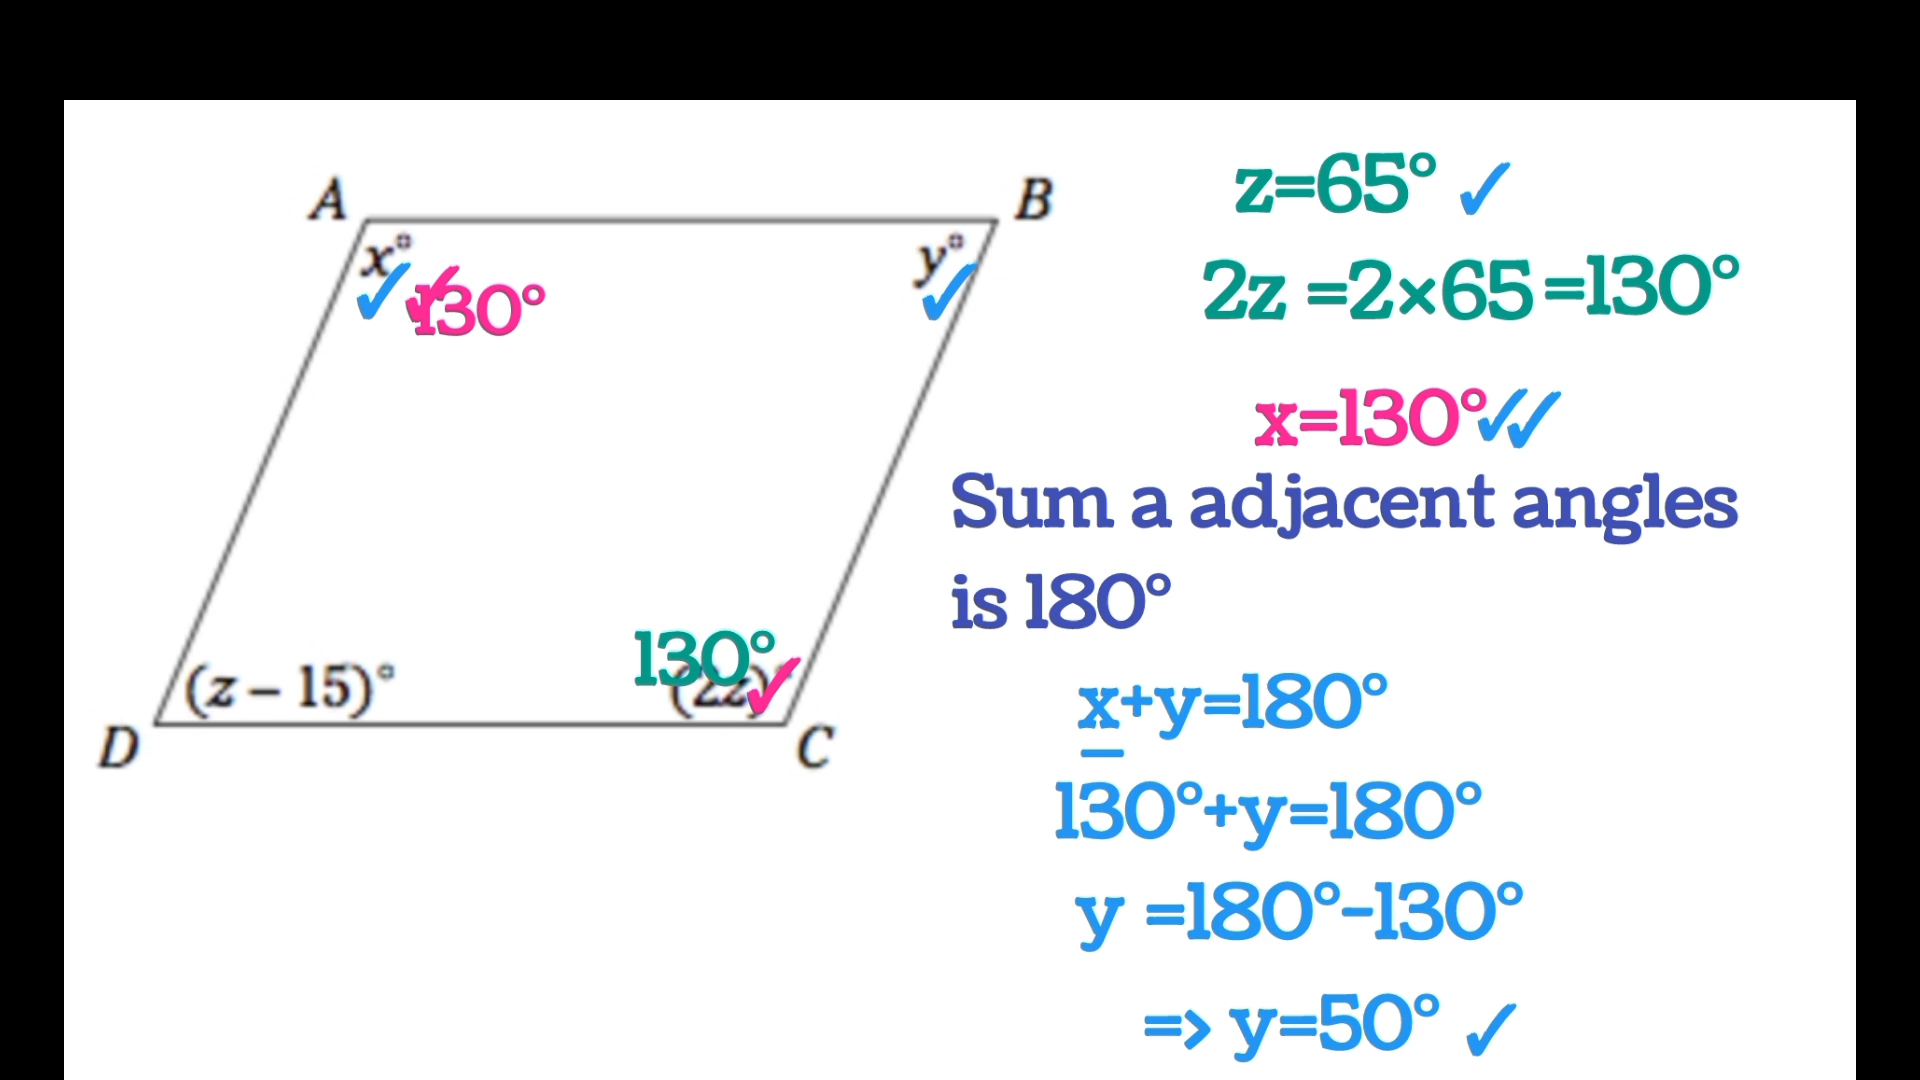 A
B
x°
y°
130°
130°
(z – 15)°
(2z)°
D
C
z=65° ✓
2z =2×65 =130°
x=130° ✓✓
Sum a adjacent angles
is 180°
x+y=180°
130°+y=180°
y =180°-130°
=> y=50° ✓